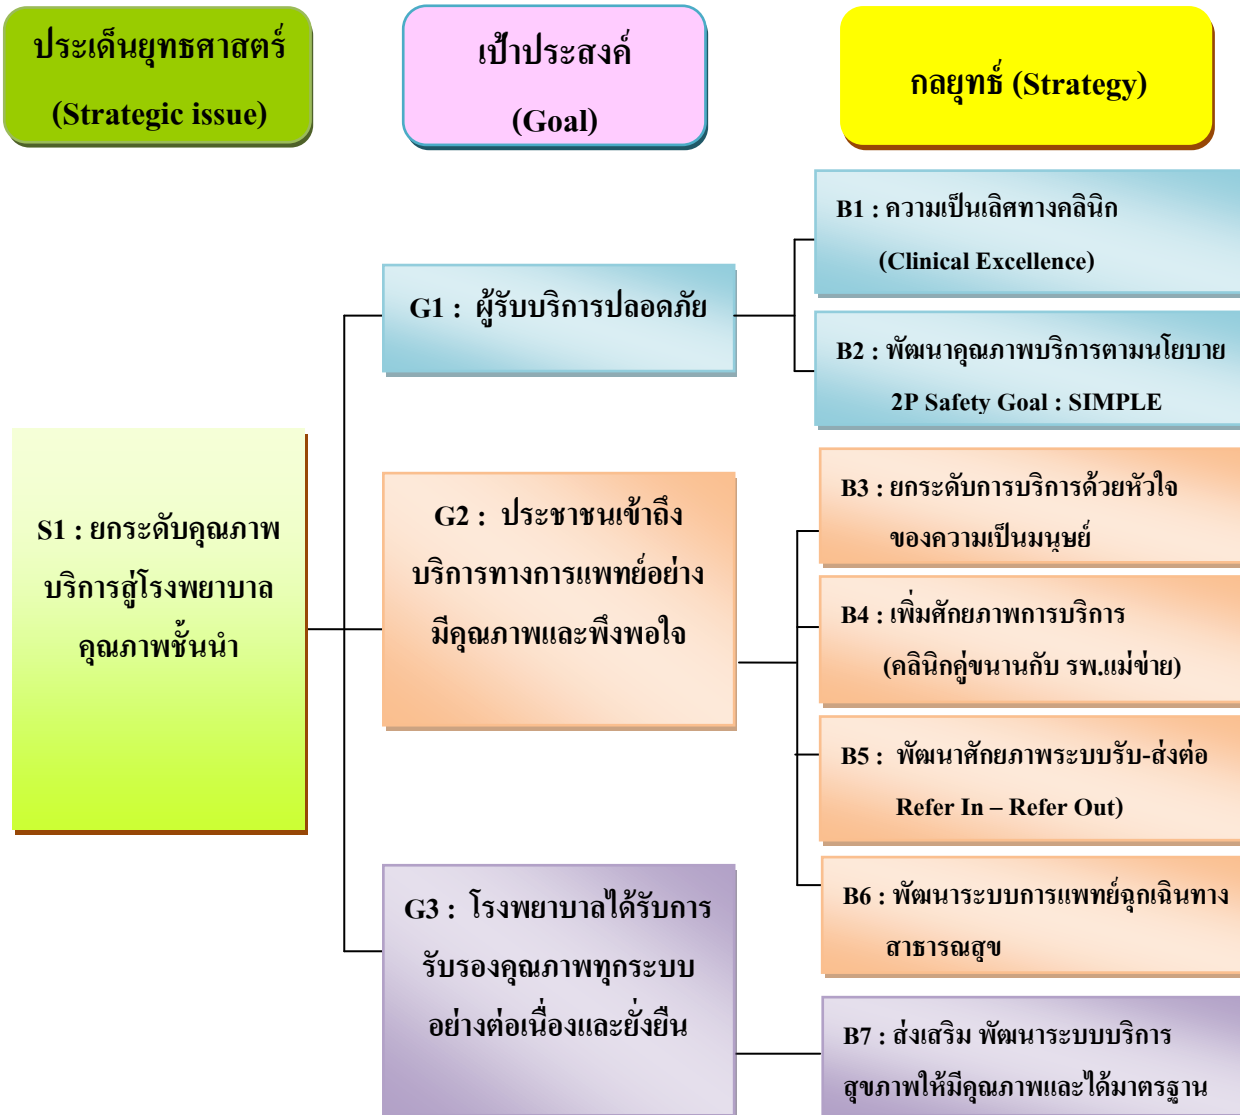 ประเด็นยุทธศาสตร์
(Strategic issue)
เป้าประสงค์
(Goal)
กลยุทธ์ (Strategy)
S1 : ยกระดับคุณภาพ
บริการสู่โรงพยาบาล
คุณภาพชั้นนำ
G1 : ผู้รับบริการปลอดภัย
B1 : ความเป็นเลิศทางคลินิก
(Clinical Excellence)
B2 : พัฒนาคุณภาพบริการตามนโยบาย
2P Safety Goal : SIMPLE
G2 : ประชาชนเข้าถึง
บริการทางการแพทย์อย่าง
มีคุณภาพและพึงพอใจ
B3 : ยกระดับการบริการด้วยหัวใจ
ของความเป็นมนุษย์
B4 : เพิ่มศักยภาพการบริการ
(คลินิกคู่ขนานกับ รพ.แม่ข่าย)
B5 : พัฒนาศักยภาพระบบรับ-ส่งต่อ
Refer In – Refer Out)
B6 : พัฒนาระบบการแพทย์ฉุกเฉินทาง
สาธารณสุข
G3 : โรงพยาบาลได้รับการ
รับรองคุณภาพทุกระบบ
อย่างต่อเนื่องและยั่งยืน
B7 : ส่งเสริม พัฒนาระบบบริการ
สุขภาพให้มีคุณภาพและได้มาตรฐาน